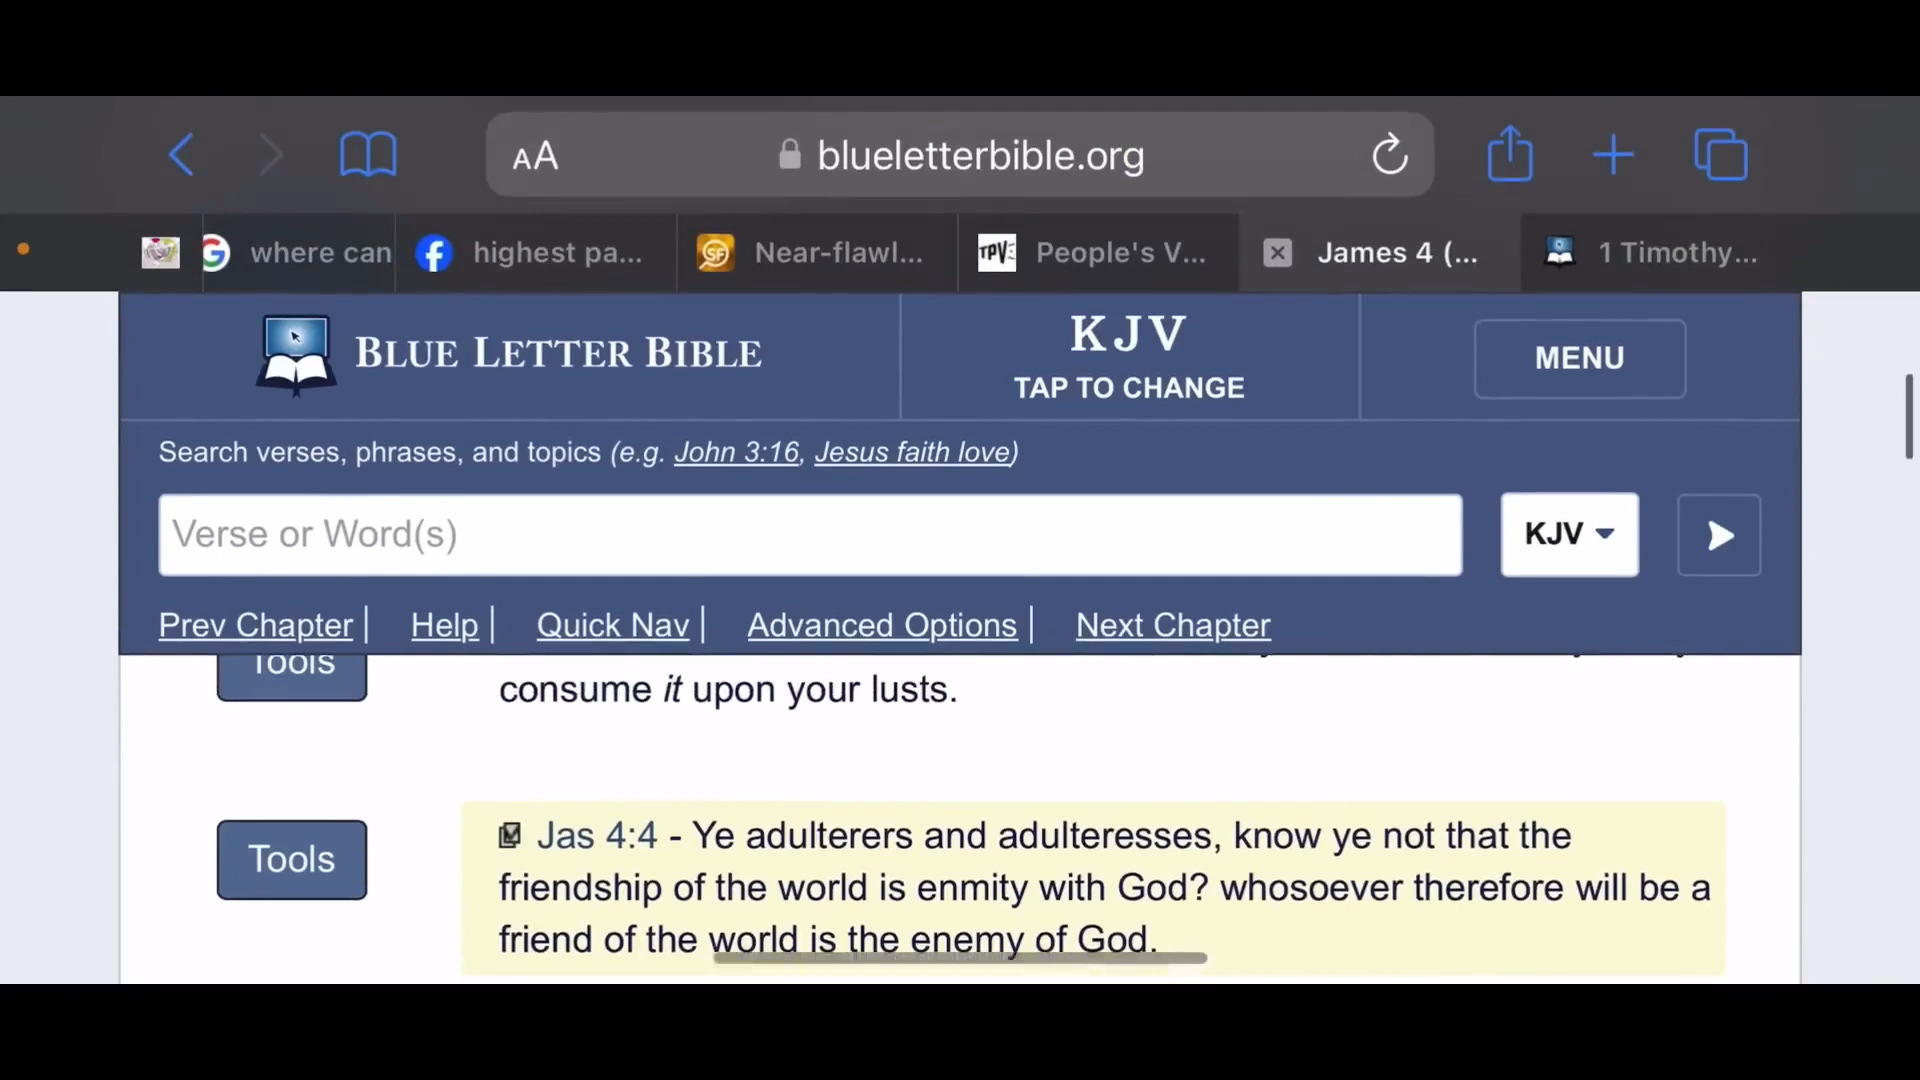 AA blueletterbible.org
where can highest pa... SF Near-flawl... TPV People's V... James 4 (... 1 Timothy...
BLUE LETTER BIBLE KJV MENU
TAP TO CHANGE
Search verses, phrases, and topics (e.g. John 3:16, Jesus faith love)
Verse or Word(s) KJV
Prev Chapter | Help | Quick Nav | Advanced Options | Next Chapter
Tools consume it upon your lusts.
Tools Jas 4:4 - Ye adulterers and adulteresses, know ye not that the
friendship of the world is enmity with God? whosoever therefore will be a
friend of the world is the enemy of God.